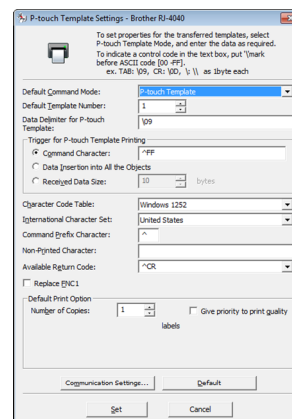 P-touch Template Settings - Brother RJ-4040
To set properties for the transferred templates, select
P-touch Template Mode, and enter the data as required.
To indicate a control code in the text box, put '\'mark
before ASCII code [00 -FF].
ex. TAB: \09, CR: \0D, \: \\ as 1byte each
Default Command Mode: P-touch Template
Default Template Number: 1
Data Delimiter for P-touch
Template: \09
Trigger for P-touch Template Printing
Command Character: ^FF
Data Insertion into All the Objects
Received Data Size: 10 bytes
Character Code Table: Windows 1252
International Character Set: United States
Command Prefix Character: ^
Non-Printed Character:
Available Return Code: ^CR
Replace FNC1
Default Print Option
Number of Copies: 1 Give priority to print quality
labels
Communication Settings... Default
Set Cancel